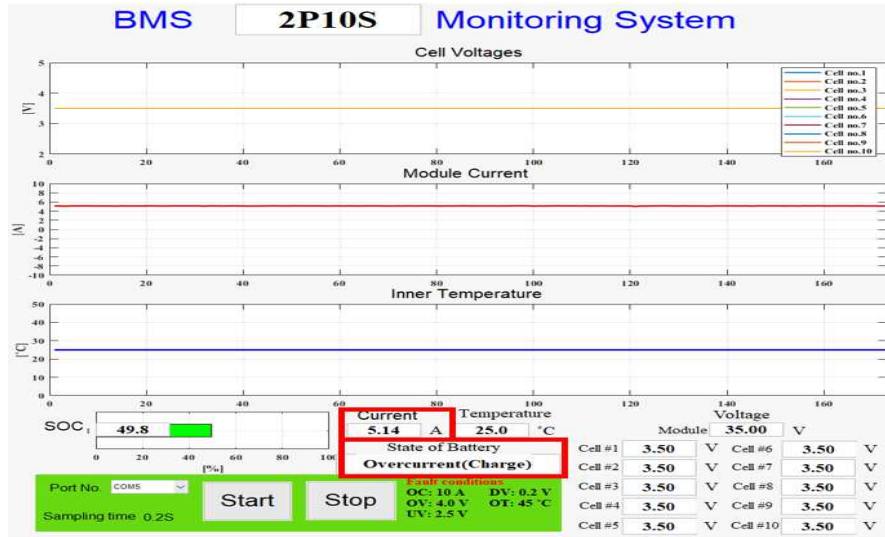 BMS 2P10S Monitoring System
Cell Voltages
5
4
3
2
[V]
0 20 40 60 80 100 120 140 160
Cell no.1
Cell no.2
Cell no.3
Cell no.4
Cell no.5
Cell no.6
Cell no.7
Cell no.8
Cell no.9
Cell no.10
Module Current
10
8
6
4
2
0
-2
-4
-6
-8
-10
[A]
0 20 40 60 80 100 120 140 160
Inner Temperature
50
40
30
20
10
0
[°C]
0 20 40 60 80 100 120 140 160
SOC, 49.8
0 20 40 60 80 100
[%]
Current
5.14 A
Temperature
25.0 °C
State of Battery
Overcurrent(Charge)
Voltage
Module 35.00 V
Cell #1 3.50 V Cell #6 3.50 V
Cell #2 3.50 V Cell #7 3.50 V
Cell #3 3.50 V Cell #8 3.50 V
Cell #4 3.50 V Cell #9 3.50 V
Cell #5 3.50 V Cell #10 3.50 V
Port No. COM5
Sampling time 0.2S
Start
Stop
Fault conditions
OC: 10 A DV: 0.2 V
OV: 4.0 V OT: 45 °C
UV: 2.5 V